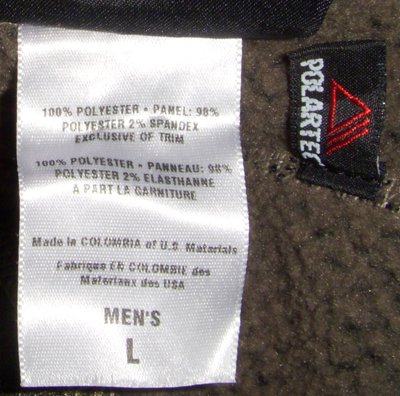 100% POLYESTER • PANEL: 98%
POLYESTER 2% SPANDEX
EXCLUSIVE OF TRIM
100% POLYESTER • PANNEAU: 98%
POLYESTER 2% ELASTHANNE
A PART LA GARNITURE
Made in COLOMBIA of U.S. Materials
Fabriqus EN COLOMBIE des
Materiaux des USA
MEN'S
L
POLARTEC